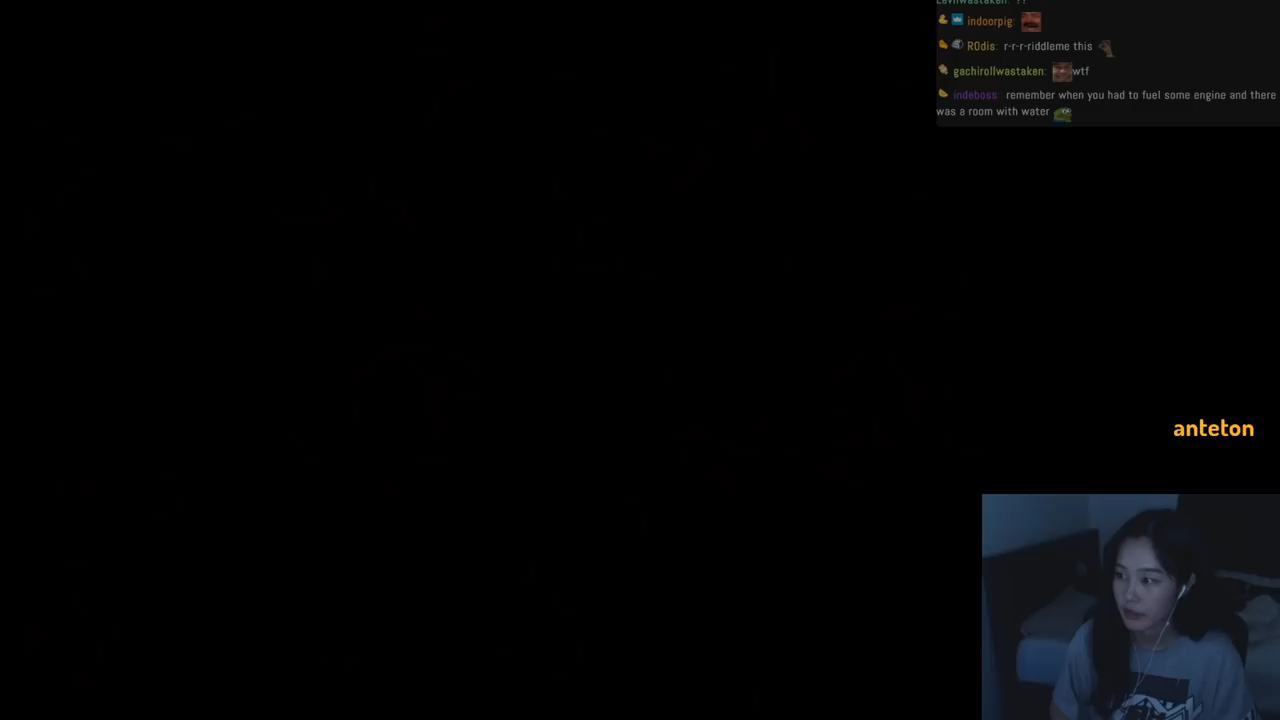 Levilwastaken: ??
indoorpig:
R0dis: r-r-r-riddleme this
gachirollwastaken: wtf
indeboss: remember when you had to fuel some engine and there
was a room with water
anteton